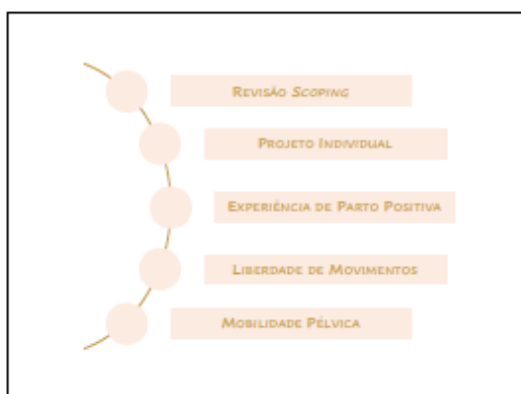 Revisão Scoping
Projeto Individual
Experiência de Parto Positiva
Liberdade de Movimentos
Mobilidade Pélvica